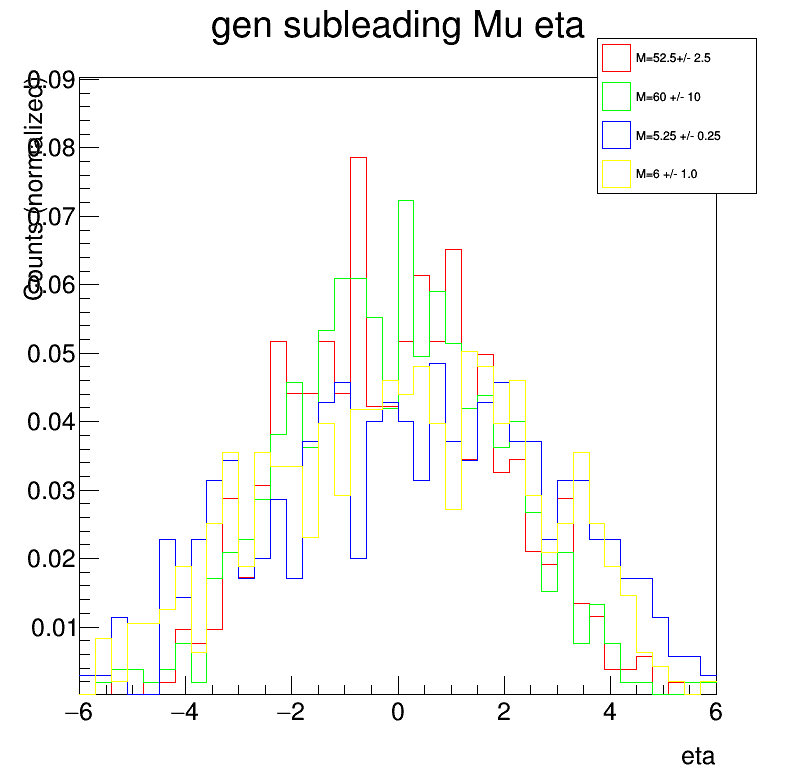 gen subleading Mu eta
M=52.5+/- 2.5
M=60 +/- 10
M=5.25 +/- 0.25
M=6 +/- 1.0
Counts (normalized)
0.09
0.08
0.07
0.06
0.05
0.04
0.03
0.02
0.01
−6 −4 −2 0 2 4 6
eta